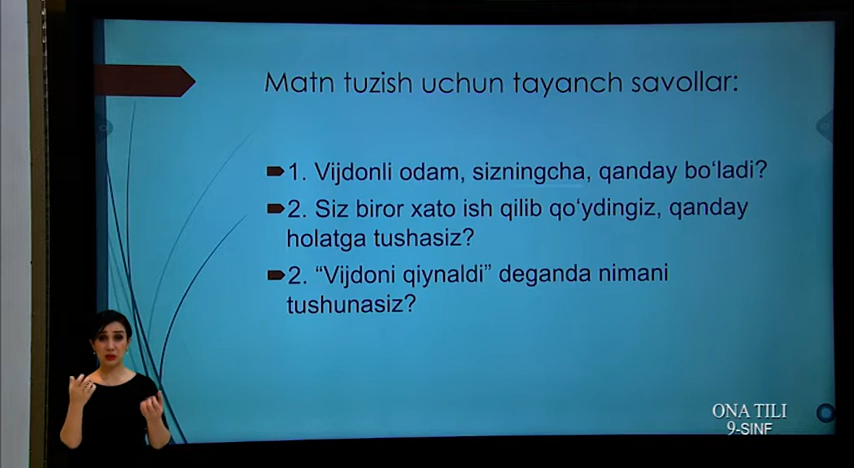 Matn tuzish uchun tayanch savollar:
1. Vijdonli odam, sizningcha, qanday bo‘ladi?
2. Siz biror xato ish qilib qo‘ydingiz, qanday
holatga tushasiz?
2. “Vijdoni qiynaldi” deganda nimani
tushunasiz?
ONA TILI
9-SINF